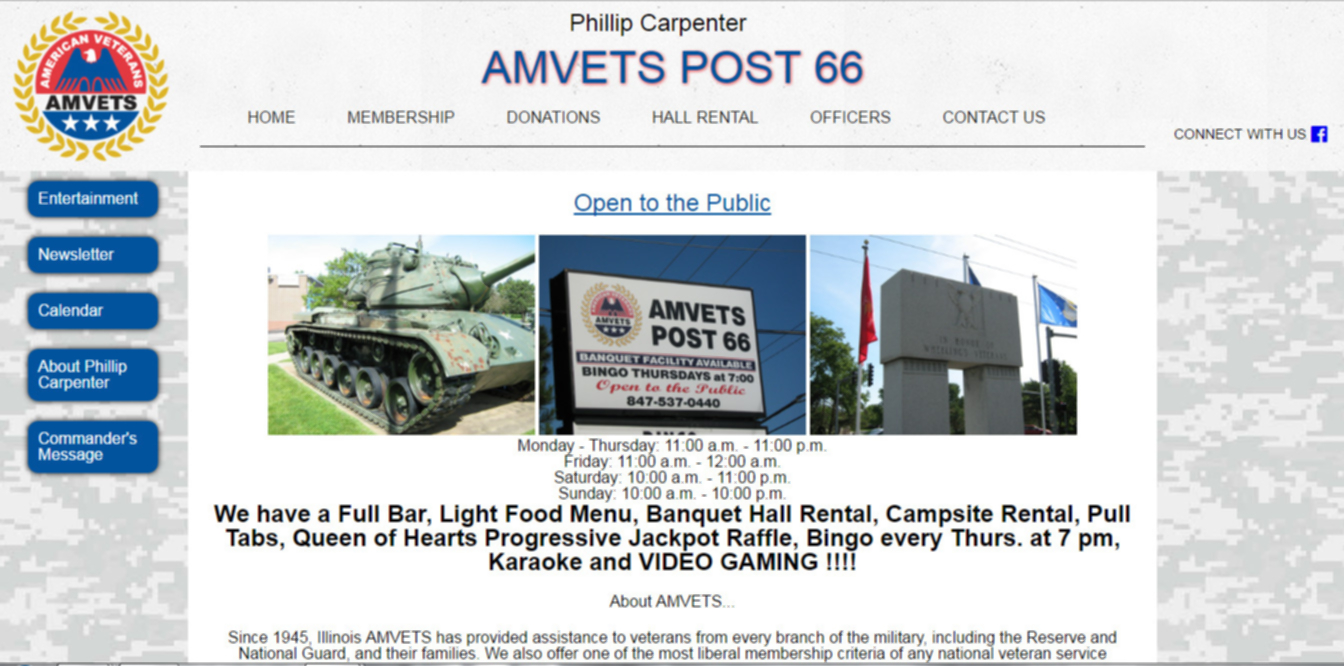 Phillip Carpenter
AMVETS POST 66
AMERICAN VETERANS
AMVETS
HOME MEMBERSHIP DONATIONS HALL RENTAL OFFICERS CONTACT US
CONNECT WITH US
Entertainment
Newsletter
Calendar
About Phillip
Carpenter
Commander's
Message
Open to the Public
AMVETS
AMVETS
POST 66
BANQUET FACILITY AVAILABLE
BINGO THURSDAYS at 7:00
Open to the Public
847-537-0440
Monday - Thursday: 11:00 a.m. - 11:00 p.m.
Friday: 11:00 a.m. - 12:00 a.m.
Saturday: 10:00 a.m. - 11:00 p.m.
Sunday: 10:00 a.m. - 10:00 p.m.
We have a Full Bar, Light Food Menu, Banquet Hall Rental, Campsite Rental, Pull
Tabs, Queen of Hearts Progressive Jackpot Raffle, Bingo every Thurs. at 7 pm,
Karaoke and VIDEO GAMING !!!!
About AMVETS...
Since 1945, Illinois AMVETS has provided assistance to veterans from every branch of the military, including the Reserve and
National Guard, and their families. We also offer one of the most liberal membership criteria of any national veteran service